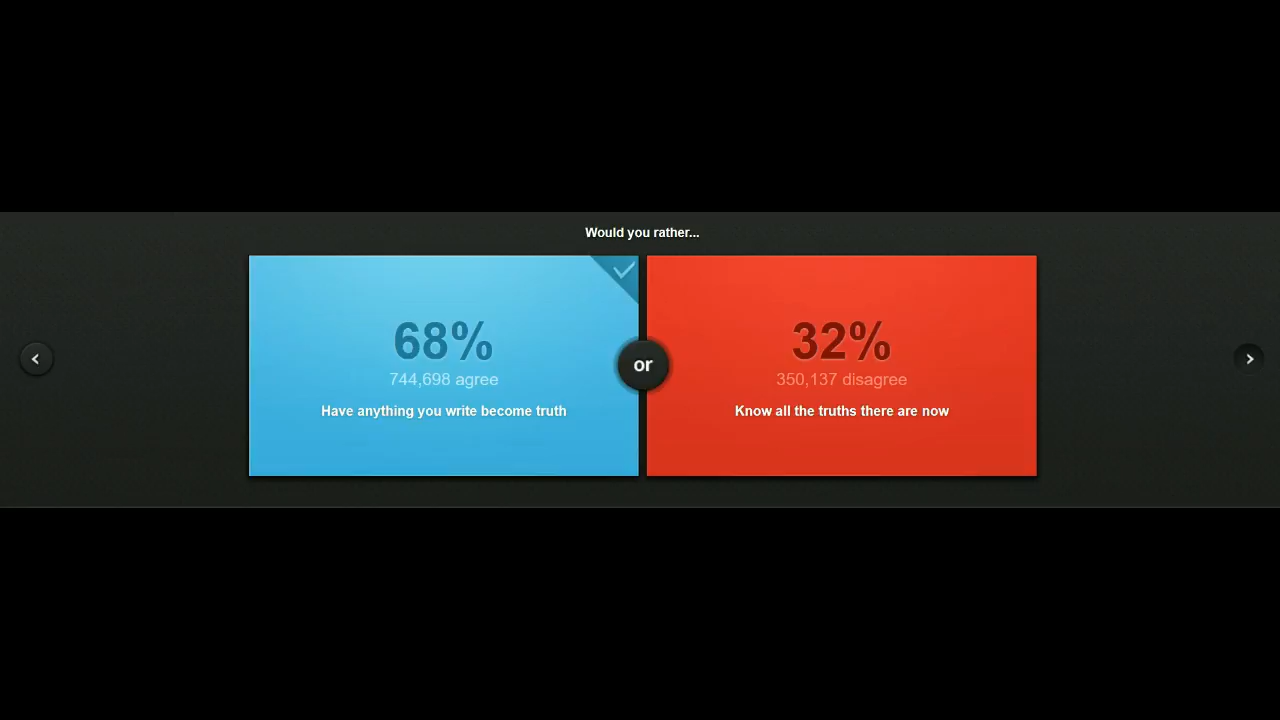 Would you rather...
68%
744,698 agree
Have anything you write become truth
or
32%
350,137 disagree
Know all the truths there are now